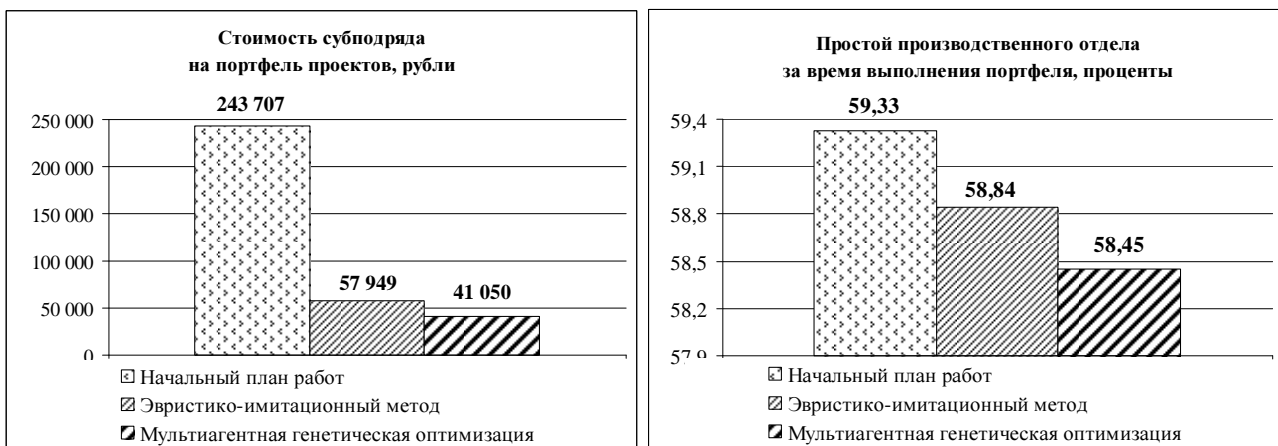 Стоимость субподряда
на портфель проектов, рубли
243 707
250 000
200 000
150 000
100 000
57 949
41 050
50 000
0
Начальный план работ
Эвристико-имитационный метод
Мультиагентная генетическая оптимизация
Простой производственного отдела
за время выполнения портфеля, проценты
59,33
59,4
59,1
58,84
58,8
58,45
58,5
58,2
57,9
Начальный план работ
Эвристико-имитационный метод
Мультиагентная генетическая оптимизация